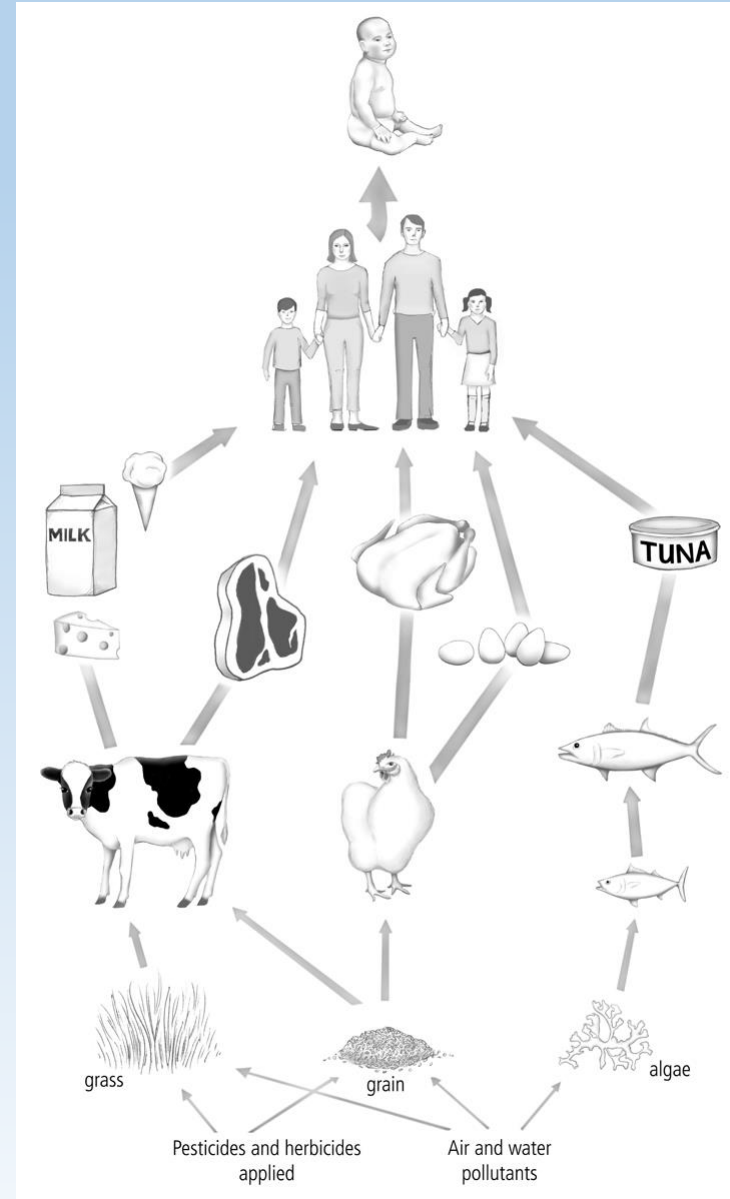 MILK
TUNA
grass
grain
algae
Pesticides and herbicides
applied
Air and water
pollutants